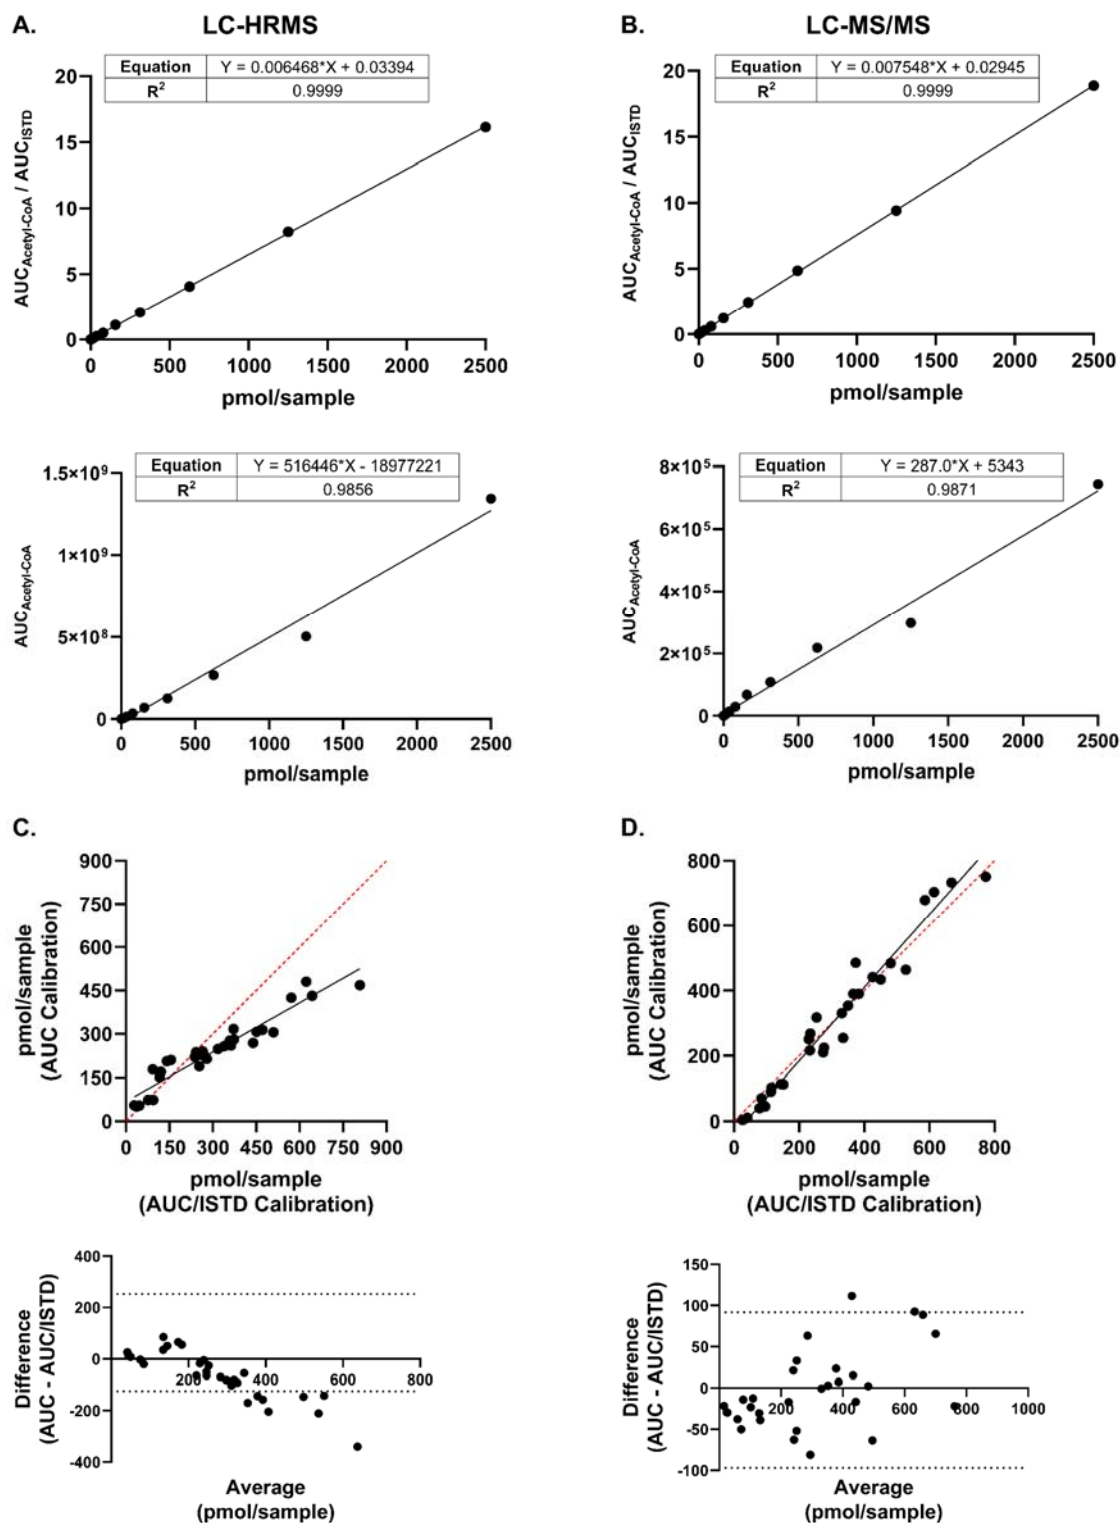 A.
LC-HRMS
Equation Y = 0.006468*X + 0.03394
R² 0.9999
AUC_Acetyl-CoA / AUC_ISTD
20
15
10
5
0
0 500 1000 1500 2000 2500
pmol/sample
B.
LC-MS/MS
Equation Y = 0.007548*X + 0.02945
R² 0.9999
AUC_Acetyl-CoA / AUC_ISTD
20
15
10
5
0
0 500 1000 1500 2000 2500
pmol/sample
Equation Y = 516446*X - 18977221
R² 0.9856
AUC_Acetyl-CoA
1.5×10⁹
1×10⁹
5×10⁸
0
0 500 1000 1500 2000 2500
pmol/sample
Equation Y = 287.0*X + 5343
R² 0.9871
AUC_Acetyl-CoA
8×10⁵
6×10⁵
4×10⁵
2×10⁵
0
0 500 1000 1500 2000 2500
pmol/sample
C.
pmol/sample
(AUC Calibration)
900
750
600
450
300
150
0
0 150 300 450 600 750 900
pmol/sample
(AUC/ISTD Calibration)
D.
pmol/sample
(AUC Calibration)
800
600
400
200
0
0 200 400 600 800
pmol/sample
(AUC/ISTD Calibration)
Difference
(AUC - AUC/ISTD)
400
200
0
-200
-400
200 400 600 800
Average
(pmol/sample)
Difference
(AUC - AUC/ISTD)
150
100
50
0
-50
-100
200 400 600 800 1000
Average
(pmol/sample)